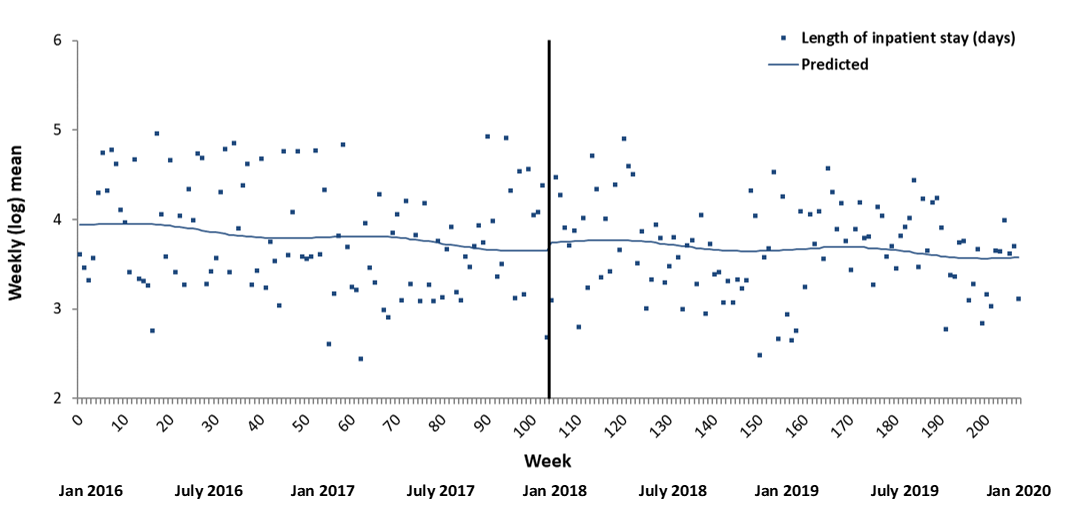 Length of inpatient stay (days)
Predicted
Weekly (log) mean
6
5
4
3
2
0 10 20 30 40 50 60 70 80 90 100 110 120 130 140 150 160 170 180 190 200
Week
Jan 2016 July 2016 Jan 2017 July 2017 Jan 2018 July 2018 Jan 2019 July 2019 Jan 2020